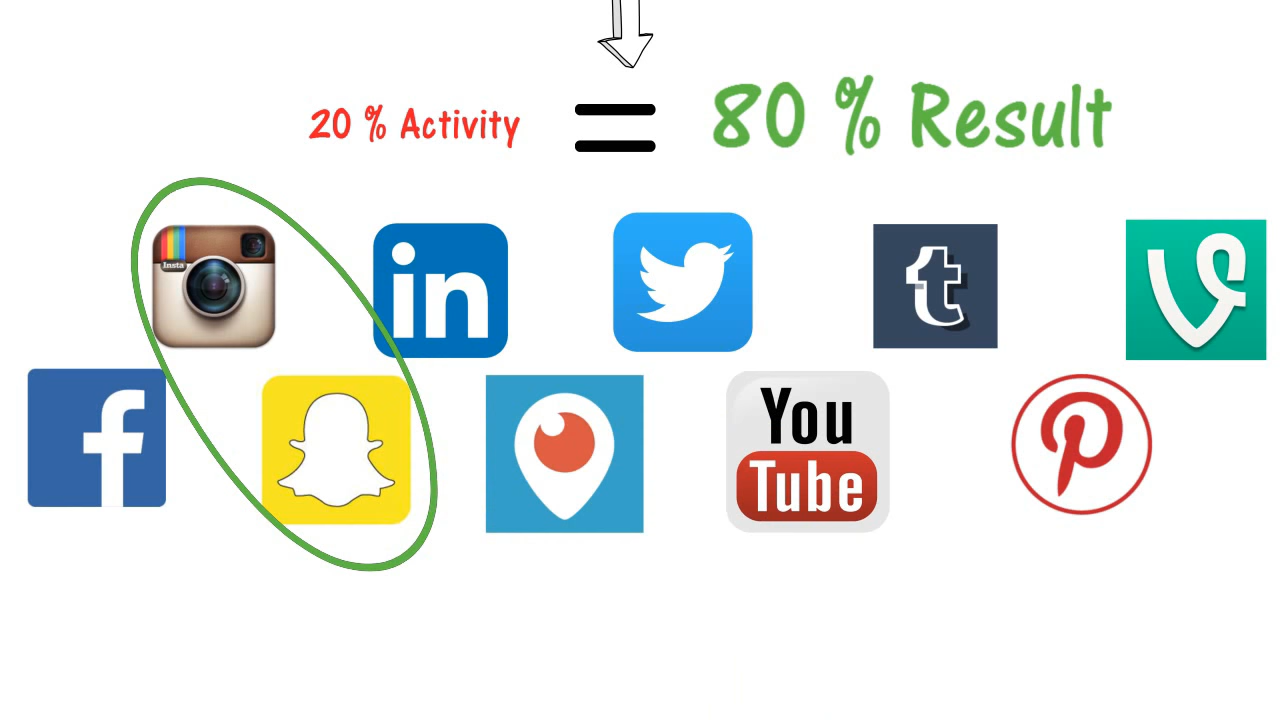 20 % Activity = 80 % Result
Insta
in
t
f
You
Tube